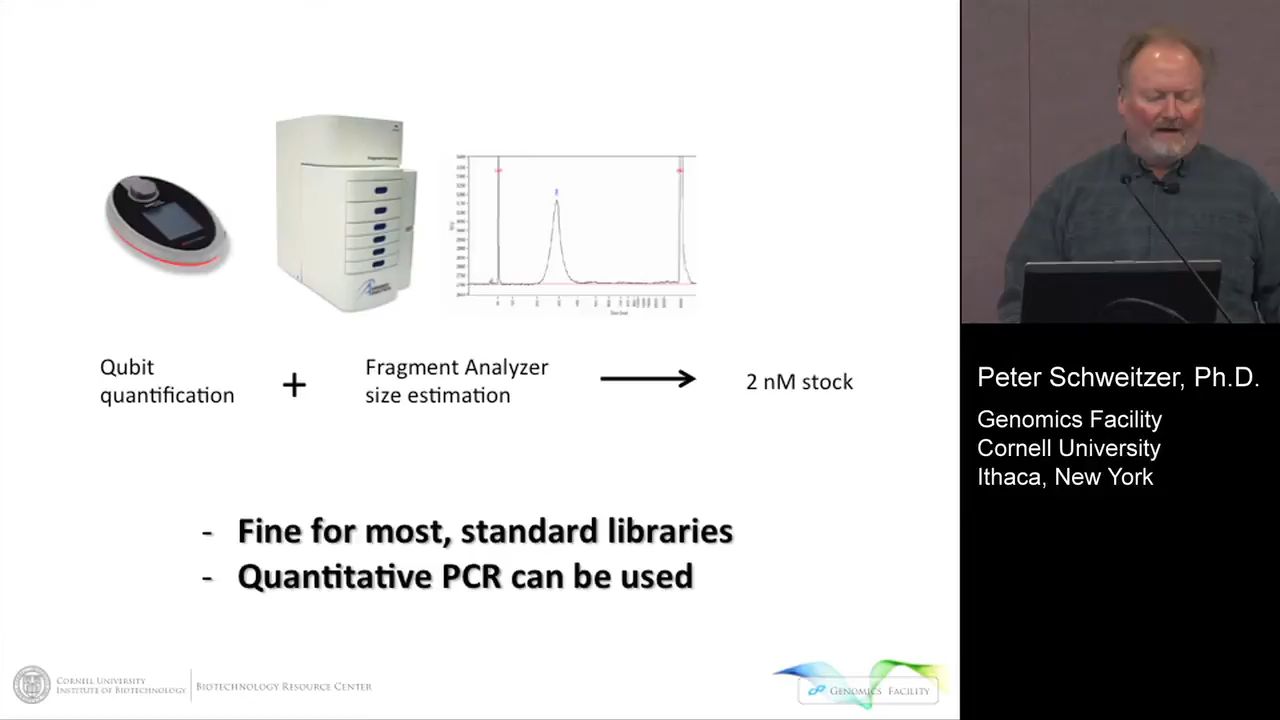 Qubit
quantification
+
Fragment Analyzer
size estimation
2 nM stock
- Fine for most, standard libraries
- Quantitative PCR can be used
CORNELL UNIVERSITY
INSTITUTE OF BIOTECHNOLOGY
BIOTECHNOLOGY RESOURCE CENTER
GENOMICS FACILITY
Peter Schweitzer, Ph.D.
Genomics Facility
Cornell University
Ithaca, New York